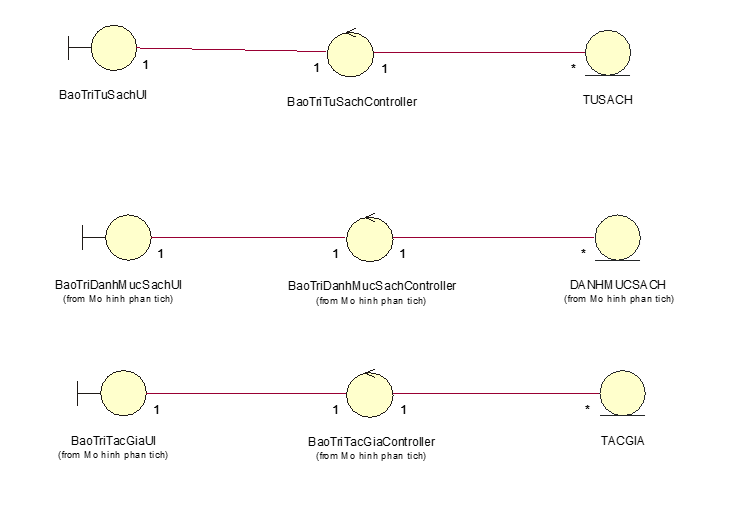 1 1 1 *
BaoTriTuSachUI BaoTriTuSachController TUSACH
1 1 1 *
BaoTriDanhMucSachUI BaoTriDanhMucSachController DANHMUCSACH
(from Mo hinh phan tich) (from Mo hinh phan tich) (from Mo hinh phan tich)
1 1 1 *
BaoTriTacGiaUI BaoTriTacGiaController TACGIA
(from Mo hinh phan tich) (from Mo hinh phan tich)